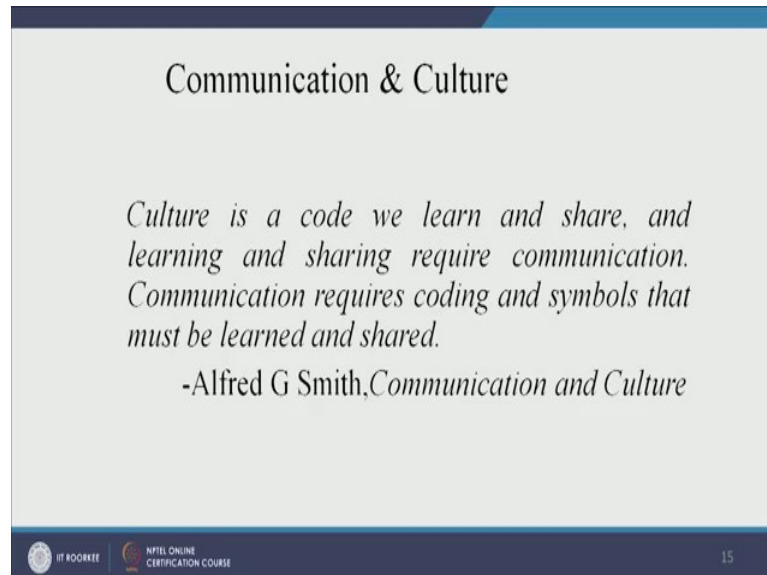 Communication & Culture
Culture is a code we learn and share, and
learning and sharing require communication.
Communication requires coding and symbols that
must be learned and shared.
-Alfred G Smith,Communication and Culture
IIT ROORKEE
NPTEL ONLINE
CERTIFICATION COURSE
15